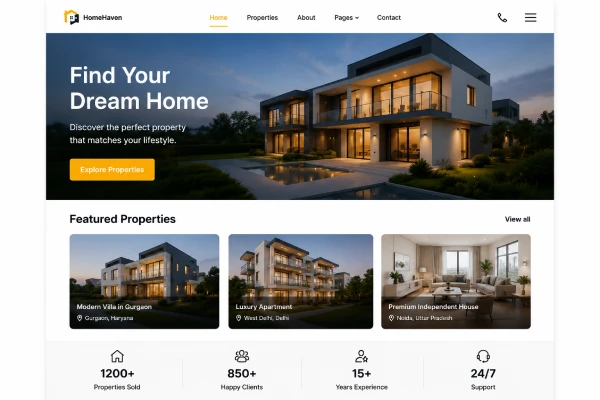 HomeHaven
Home Properties About Pages Contact
Find Your
Dream Home
Discover the perfect property
that matches your lifestyle.
Explore Properties
Featured Properties
View all
Modern Villa in Gurgaon
Gurgaon, Haryana
Luxury Apartment
West Delhi, Delhi
Premium Independent House
Noida, Uttar Pradesh
1200+
Properties Sold
850+
Happy Clients
15+
Years Experience
24/7
Support